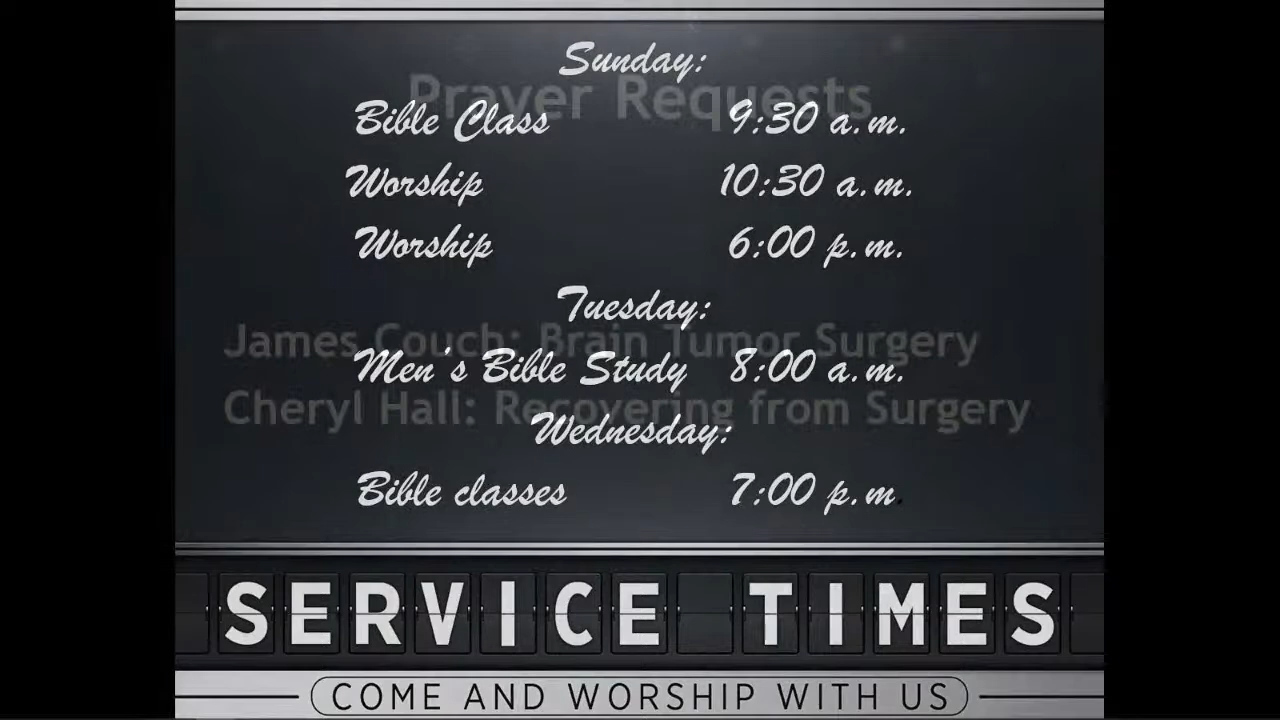 Sunday:
Prayer Requests
Bible Class 9:30 a.m.
Worship 10:30 a.m.
Worship 6:00 p.m.
Tuesday:
James Couch: Brain Tumor Surgery
Men's Bible Study 8:00 a.m.
Cheryl Hall: Recovering from Surgery
Wednesday:
Bible classes 7:00 p.m.
SERVICE TIMES
COME AND WORSHIP WITH US